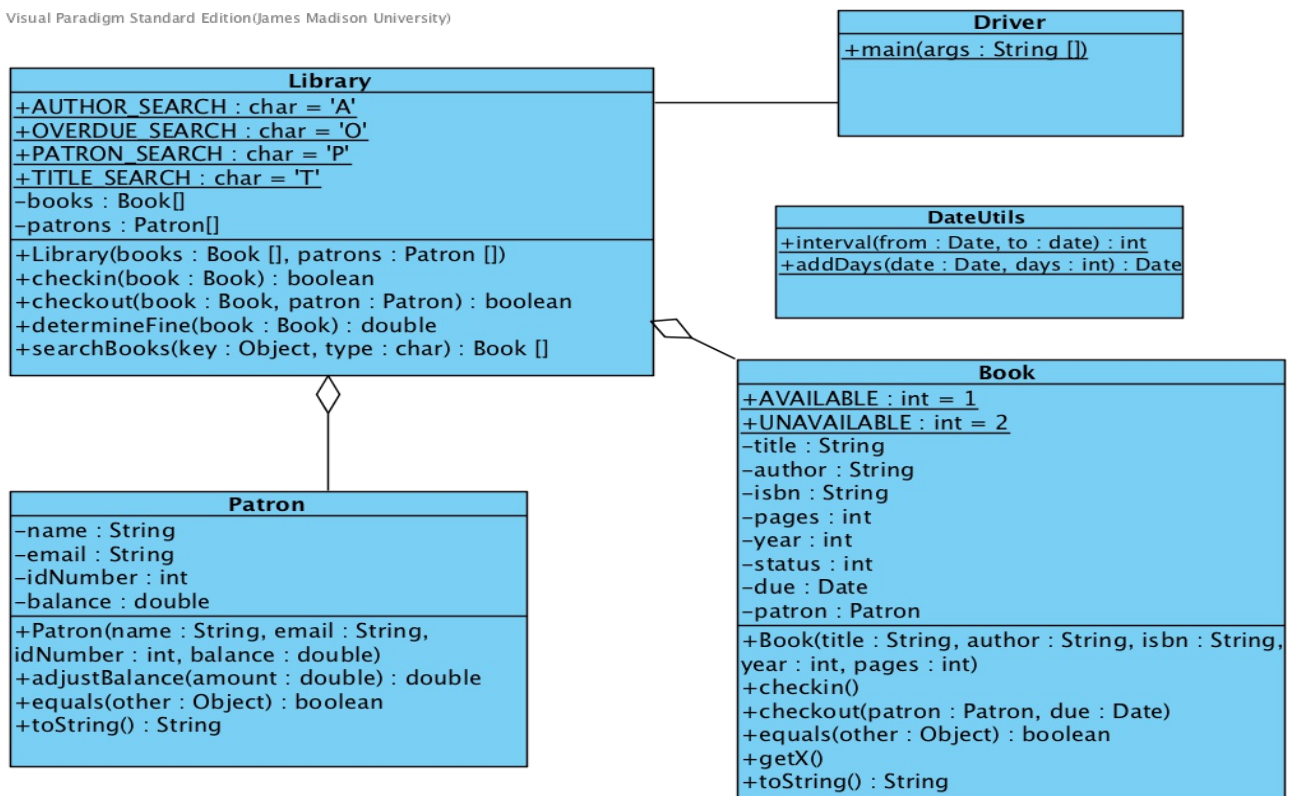 Visual Paradigm Standard Edition(James Madison University)
Driver
+main(args : String [])
Library
+AUTHOR_SEARCH : char = 'A'
+OVERDUE_SEARCH : char = 'O'
+PATRON_SEARCH : char = 'P'
+TITLE_SEARCH : char = 'T'
-books : Book[]
-patrons : Patron[]
+Library(books : Book [], patrons : Patron [])
+checkin(book : Book) : boolean
+checkout(book : Book, patron : Patron) : boolean
+determineFine(book : Book) : double
+searchBooks(key : Object, type : char) : Book []
DateUtils
+interval(from : Date, to : date) : int
+addDays(date : Date, days : int) : Date
Book
+AVAILABLE : int = 1
+UNAVAILABLE : int = 2
-title : String
-author : String
-isbn : String
-pages : int
-year : int
-status : int
-due : Date
-patron : Patron
+Book(title : String, author : String, isbn : String,
year : int, pages : int)
+checkin()
+checkout(patron : Patron, due : Date)
+equals(other : Object) : boolean
+getX()
+toString() : String
Patron
-name : String
-email : String
-idNumber : int
-balance : double
+Patron(name : String, email : String,
idNumber : int, balance : double)
+adjustBalance(amount : double) : double
+equals(other : Object) : boolean
+toString() : String